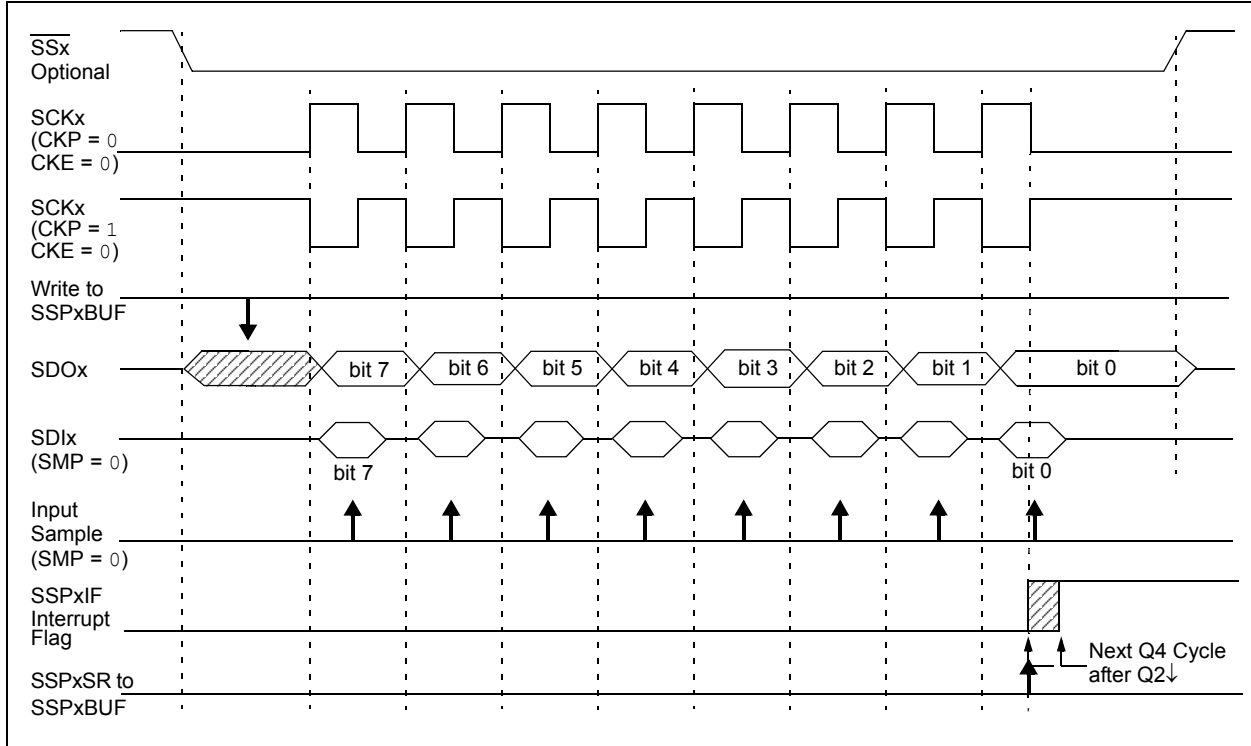 SSx
Optional
SCKx
(CKP = 0
CKE = 0)
SCKx
(CKP = 1
CKE = 0)
Write to
SSPxBUF
SDOx
bit 7
bit 6
bit 5
bit 4
bit 3
bit 2
bit 1
bit 0
SDIx
(SMP = 0)
bit 7
bit 0
Input
Sample
(SMP = 0)
SSPxIF
Interrupt
Flag
Next Q4 Cycle
after Q2↓
SSPxSR to
SSPxBUF